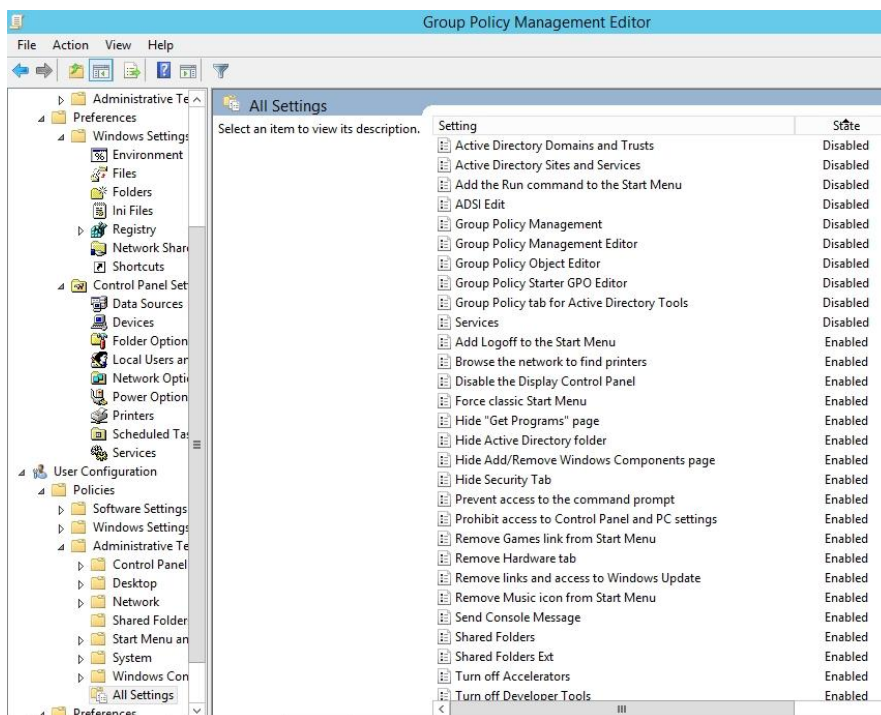 Group Policy Management Editor
File Action View Help
Administrative Te
Preferences
Windows Settings
Environment
Files
Folders
Ini Files
Registry
Network Shar
Shortcuts
Control Panel Set
Data Sources
Devices
Folder Option
Local Users ar
Network Opti
Power Option
Printers
Scheduled Ta
Services
User Configuration
Policies
Software Settings
Windows Settings
Administrative Te
Control Panel
Desktop
Network
Shared Folder
Start Menu an
System
Windows Con
All Settings
Preferences
All Settings
Select an item to view its description.
Setting State
Active Directory Domains and Trusts Disabled
Active Directory Sites and Services Disabled
Add the Run command to the Start Menu Disabled
ADSI Edit Disabled
Group Policy Management Disabled
Group Policy Management Editor Disabled
Group Policy Object Editor Disabled
Group Policy Starter GPO Editor Disabled
Group Policy tab for Active Directory Tools Disabled
Services Disabled
Add Logoff to the Start Menu Enabled
Browse the network to find printers Enabled
Disable the Display Control Panel Enabled
Force classic Start Menu Enabled
Hide "Get Programs" page Enabled
Hide Active Directory folder Enabled
Hide Add/Remove Windows Components page Enabled
Hide Security Tab Enabled
Prevent access to the command prompt Enabled
Prohibit access to Control Panel and PC settings Enabled
Remove Games link from Start Menu Enabled
Remove Hardware tab Enabled
Remove links and access to Windows Update Enabled
Remove Music icon from Start Menu Enabled
Send Console Message Enabled
Shared Folders Enabled
Shared Folders Ext Enabled
Turn off Accelerators Enabled
Turn off Developer Tools Enabled